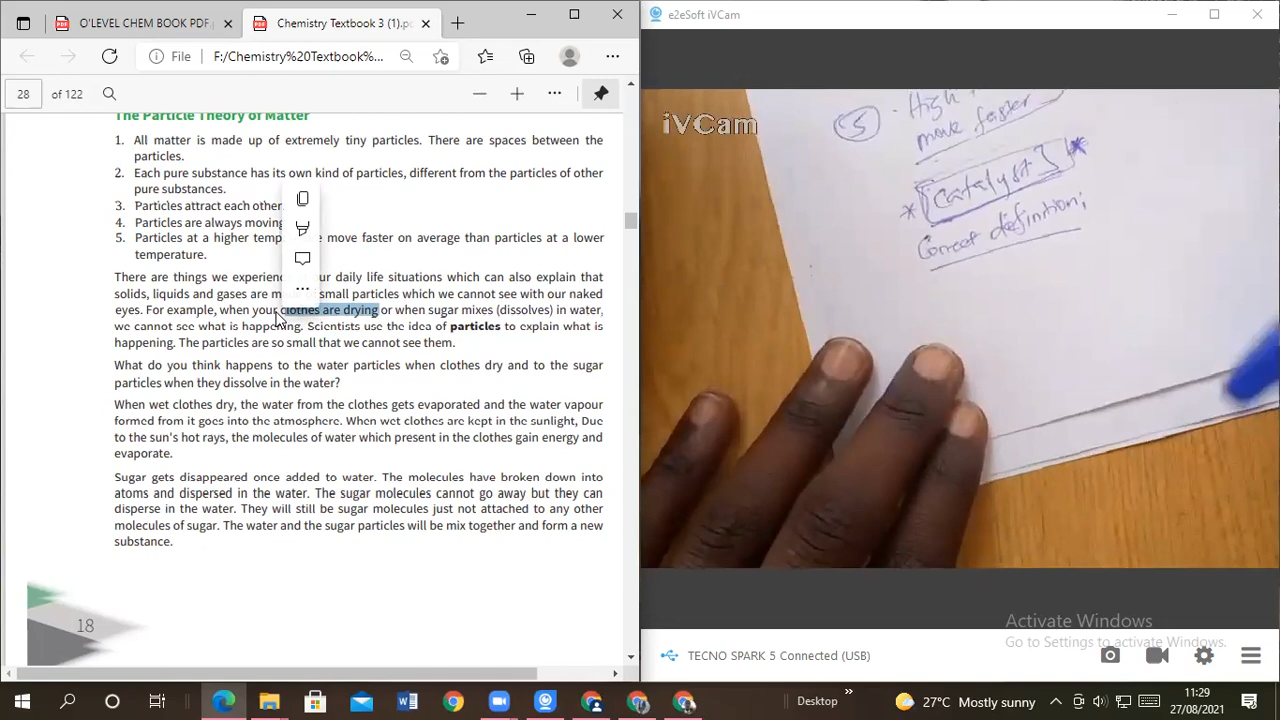 O'LEVEL CHEM BOOK PDF
Chemistry Textbook 3 (1).pc
File
F:/Chemistry%20Textbook%...
28
of 122
The Particle Theory of Matter
1. All matter is made up of extremely tiny particles. There are spaces between the
particles.
2. Each pure substance has its own kind of particles, different from the particles of other
pure substances.
3. Particles attract each other
4. Particles are always moving
5. Particles at a higher temp e move faster on average than particles at a lower
temperature.
There are things we experienc ur daily life situations which can also explain that
solids, liquids and gases are m small particles which we cannot see with our naked
eyes. For example, when your clothes are drying or when sugar mixes (dissolves) in water,
we cannot see what is happening. Scientists use the idea of particles to explain what is
happening. The particles are so small that we cannot see them.
What do you think happens to the water particles when clothes dry and to the sugar
particles when they dissolve in the water?
When wet clothes dry, the water from the clothes gets evaporated and the water vapour
formed from it goes into the atmosphere. When wet clothes are kept in the sunlight, Due
to the sun's hot rays, the molecules of water which present in the clothes gain energy and
evaporate.
Sugar gets disappeared once added to water. The molecules have broken down into
atoms and dispersed in the water. The sugar molecules cannot go away but they can
disperse in the water. They will still be sugar molecules just not attached to any other
molecules of sugar. The water and the sugar particles will be mix together and form a new
substance.
18
e2eSoft iVCam
iVCam
(5) - High
move faster
* [Catalyst] *
Correct definition;
Activate Windows
Go to Settings to activate Windows.
TECNO SPARK 5 Connected (USB)
Desktop
27°C Mostly sunny
11:29
27/08/2021